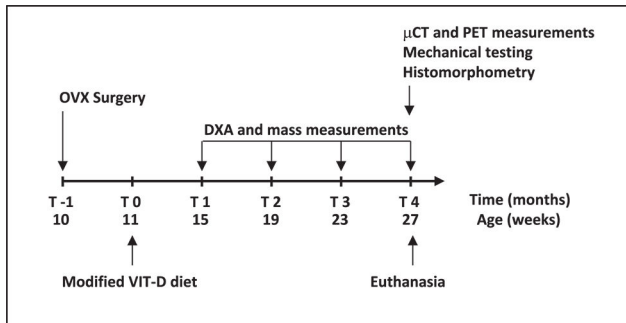 μCT and PET measurements
Mechanical testing
Histomorphometry
OVX Surgery
DXA and mass measurements
T -1 T 0 T 1 T 2 T 3 T 4 Time (months)
10 11 15 19 23 27 Age (weeks)
Modified VIT-D diet Euthanasia